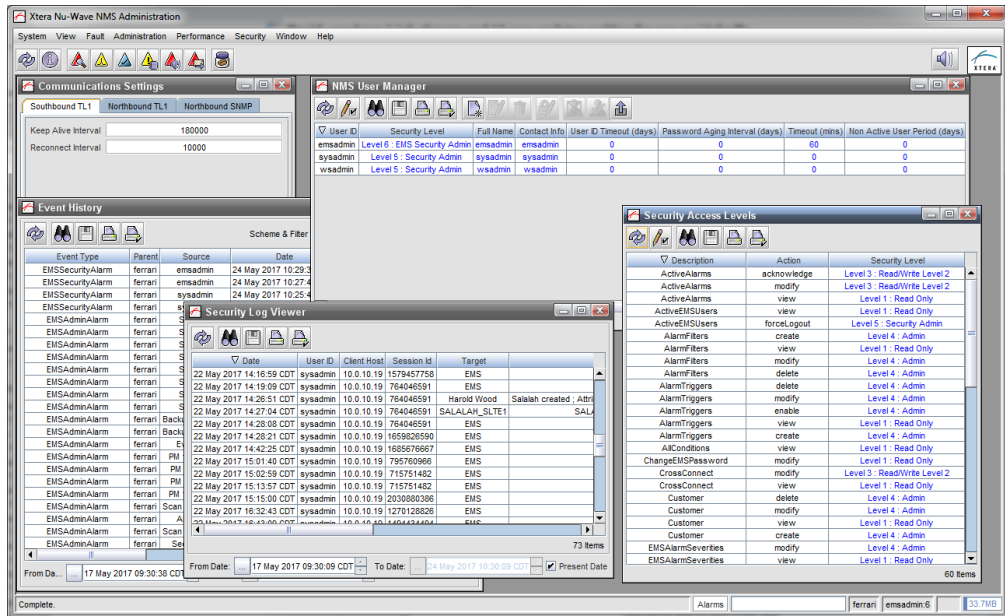 Xtera Nu-Wave NMS Administration
System View Fault Administration Performance Security Window Help
XTERA
Communications Settings
Southbound TL1 Northbound TL1 Northbound SNMP
Keep Alive Interval 180000
Reconnect Interval 10000
NMS User Manager
User ID Security Level Full Name Contact Info User ID Timeout (days) Password Aging Interval (days) Timeout (mins) Non Active User Period (days)
emsadmin Level 6 : EMS Security Admin emsadmin emsadmin 0 0 60 0
sysadmin Level 5 : Security Admin sysadmin sysadmin 0 0 0 0
wsadmin Level 5 : Security Admin wsadmin wsadmin 0 0 0 0
Event History
Scheme & Filter
Event Type Parent Source Date
EMSSecurityAlarm ferrari emsadmin 24 May 2017 10:29:3
EMSSecurityAlarm ferrari emsadmin 24 May 2017 10:27:4
EMSSecurityAlarm ferrari sysadmin 24 May 2017 10:25:4
EMSSecurityAlarm ferrari
EMSAdminAlarm ferrari S
EMSAdminAlarm ferrari S
EMSAdminAlarm ferrari S
EMSAdminAlarm ferrari S
EMSAdminAlarm ferrari S
EMSAdminAlarm ferrari S
EMSAdminAlarm ferrari S
EMSAdminAlarm ferrari S
EMSAdminAlarm ferrari Backu
EMSAdminAlarm ferrari Backu
EMSAdminAlarm ferrari Ev
EMSAdminAlarm ferrari PM
EMSAdminAlarm ferrari PM
EMSAdminAlarm ferrari PM
EMSAdminAlarm ferrari PM
EMSAdminAlarm ferrari Scan
EMSAdminAlarm ferrari A
EMSAdminAlarm ferrari Scan
EMSAdminAlarm ferrari Se
From Da... ... 17 May 2017 09:30:38 CDT
Security Log Viewer
Date User ID Client Host Session Id Target
22 May 2017 14:16:59 CDT sysadmin 10.0.10.19 1579457758 EMS
22 May 2017 14:19:09 CDT sysadmin 10.0.10.19 764046591 EMS
22 May 2017 14:26:51 CDT sysadmin 10.0.10.19 764046591 Harold Wood Salalah created ; Attri
22 May 2017 14:27:04 CDT sysadmin 10.0.10.19 764046591 SALALAH_SLTE1 SAL
22 May 2017 14:28:08 CDT sysadmin 10.0.10.19 764046591 EMS
22 May 2017 14:28:21 CDT sysadmin 10.0.10.19 1659826590 EMS
22 May 2017 14:42:25 CDT sysadmin 10.0.10.19 1685676667 EMS
22 May 2017 15:01:40 CDT sysadmin 10.0.10.19 795760966 EMS
22 May 2017 15:02:59 CDT sysadmin 10.0.10.19 715751482 EMS
22 May 2017 15:13:57 CDT sysadmin 10.0.10.19 715751482 EMS
22 May 2017 15:15:00 CDT sysadmin 10.0.10.19 2030880386 EMS
22 May 2017 16:32:43 CDT sysadmin 10.0.10.19 1270128826 EMS
22 May 2017 16:43:09 CDT sysadmin 10.0.10.19 1494434494 EMS
73 Items
From Date: ... 17 May 2017 09:30:09 CDT To Date: ... 24 May 2017 10:30:09 CDT Present Date
Security Access Levels
Description Action Security Level
ActiveAlarms acknowledge Level 3 : Read/Write Level 2
ActiveAlarms modify Level 3 : Read/Write Level 2
ActiveAlarms view Level 1 : Read Only
ActiveEMSUsers view Level 1 : Read Only
ActiveEMSUsers forceLogout Level 5 : Security Admin
AlarmFilters create Level 4 : Admin
AlarmFilters view Level 1 : Read Only
AlarmFilters modify Level 4 : Admin
AlarmFilters delete Level 4 : Admin
AlarmTriggers delete Level 4 : Admin
AlarmTriggers modify Level 4 : Admin
AlarmTriggers enable Level 4 : Admin
AlarmTriggers view Level 1 : Read Only
AlarmTriggers create Level 4 : Admin
AllConditions view Level 1 : Read Only
ChangeEMSPassword modify Level 1 : Read Only
CrossConnect modify Level 3 : Read/Write Level 2
CrossConnect view Level 1 : Read Only
Customer delete Level 4 : Admin
Customer modify Level 4 : Admin
Customer view Level 1 : Read Only
Customer create Level 4 : Admin
EMSAlarmSeverities modify Level 4 : Admin
EMSAlarmSeverities view Level 1 : Read Only
60 Items
Complete. Alarms ferrari emsadmin:6 33.7MB